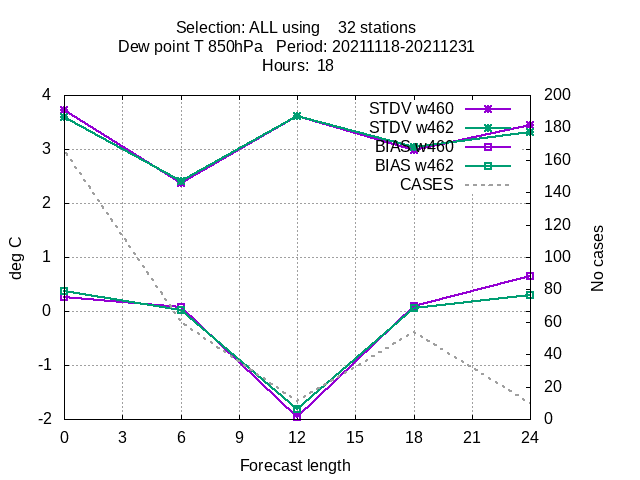 Selection: ALL using    32 stations
Dew point T 850hPa   Period: 20211118-20211231
Hours:  18
4
3
2
1
0
-1
-2
deg C
200
180
160
140
120
100
80
60
40
20
0
No cases
STDV w460
STDV w462
BIAS w460
BIAS w462
CASES
0 3 6 9 12 15 18 21 24
Forecast length